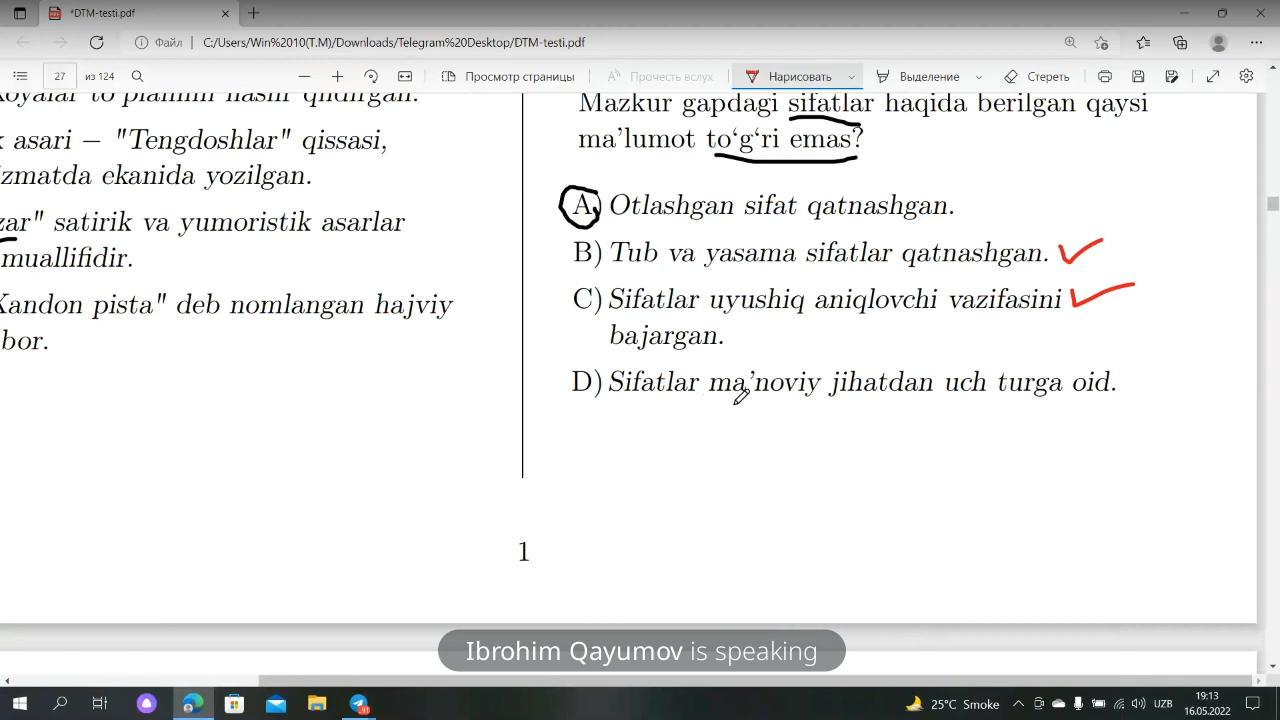 *DTM-testi.pdf
Файл
C:/Users/Win%2010(T.M)/Downloads/Telegram%20Desktop/DTM-testi.pdf
27 из 124
Просмотр страницы
Прочесть вслух
Нарисовать
Выделение
Стереть
to‘plamini nashr qildirgan.
k asari – "Tengdoshlar" qissasi,
izmatda ekanida yozilgan.
zar" satirik va yumoristik asarlar
muallifidir.
Xandon pista" deb nomlangan hajviy
bor.
Mazkur gapdagi sifatlar haqida berilgan qaysi
ma’lumot to‘g‘ri emas?
A) Otlashgan sifat qatnashgan.
B) Tub va yasama sifatlar qatnashgan.
C) Sifatlar uyushiq aniqlovchi vazifasini
bajargan.
D) Sifatlar ma’noviy jihatdan uch turga oid.
1
Ibrohim Qayumov is speaking
25°C Smoke
UZB
19:13
16.05.2022